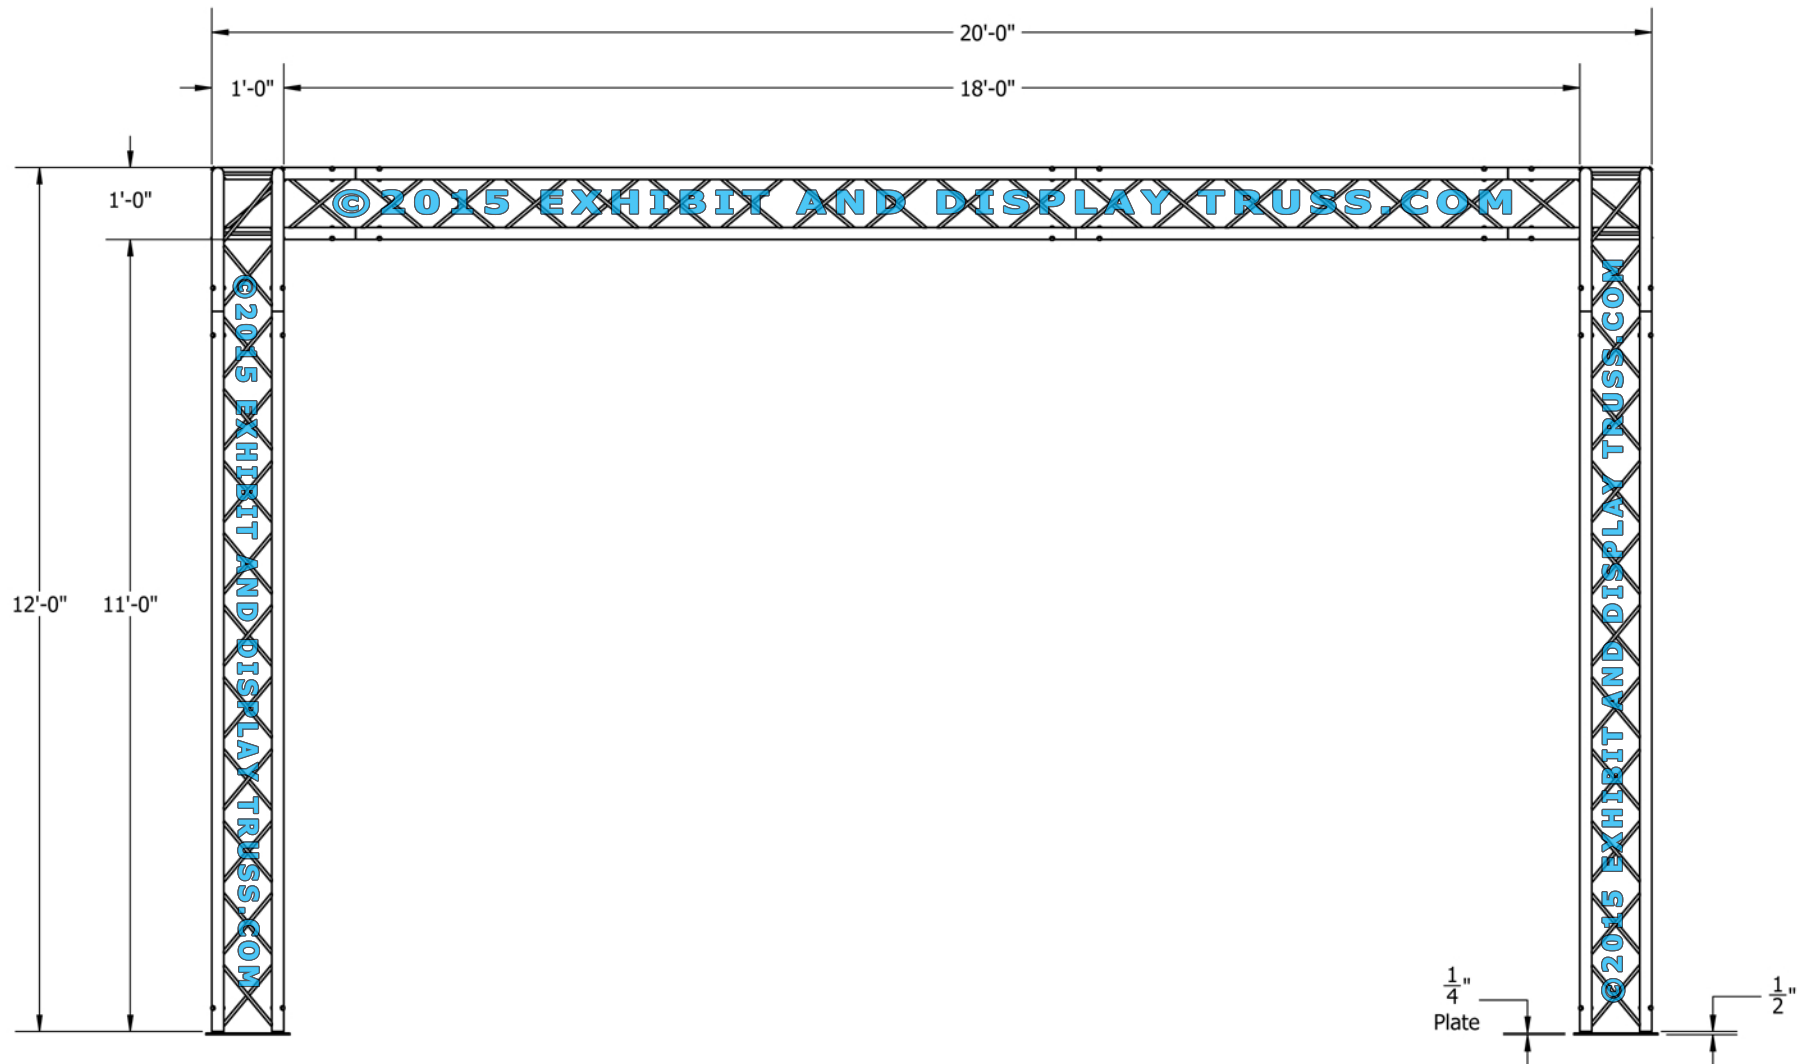 20'-0"
1'-0" 18'-0"
1'-0"
©2015 EXHIBIT AND DISPLAY TRUSS.COM
©2015 EXHIBIT AND DISPLAY TRUSS.COM
©2015 EXHIBIT AND DISPLAY TRUSS.COM
12'-0" 11'-0"
1/4"
Plate
1/2"